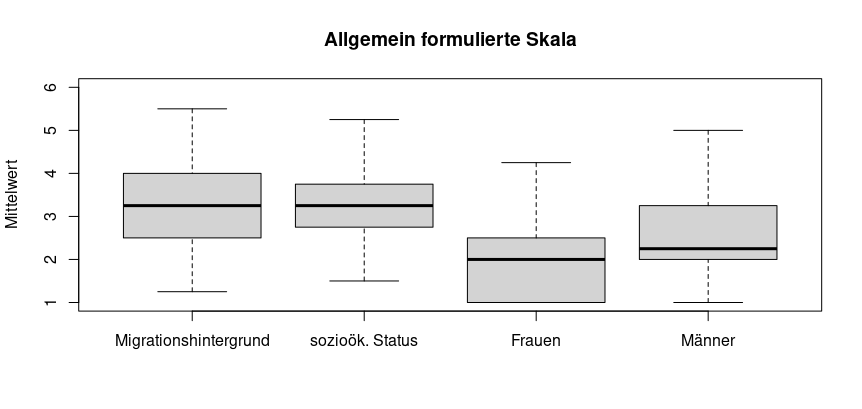 Allgemein formulierte Skala
Mittelwert
6
5
4
3
2
1
Migrationshintergrund
sozioök. Status
Frauen
Männer